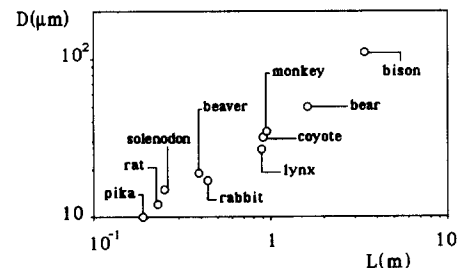 D(μm)
10²
monkey
bison
beaver
bear
solenodon
coyote
rat
lynx
pika
rabbit
10
10⁻¹
1
10
L(m)